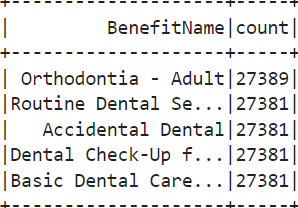 +--------------------+-----+
|         BenefitName|count|
+--------------------+-----+
| Orthodontia - Adult|27389|
|Routine Dental Se...|27381|
|   Accidental Dental|27381|
|Dental Check-Up f...|27381|
|Basic Dental Care...|27381|
+--------------------+-----+